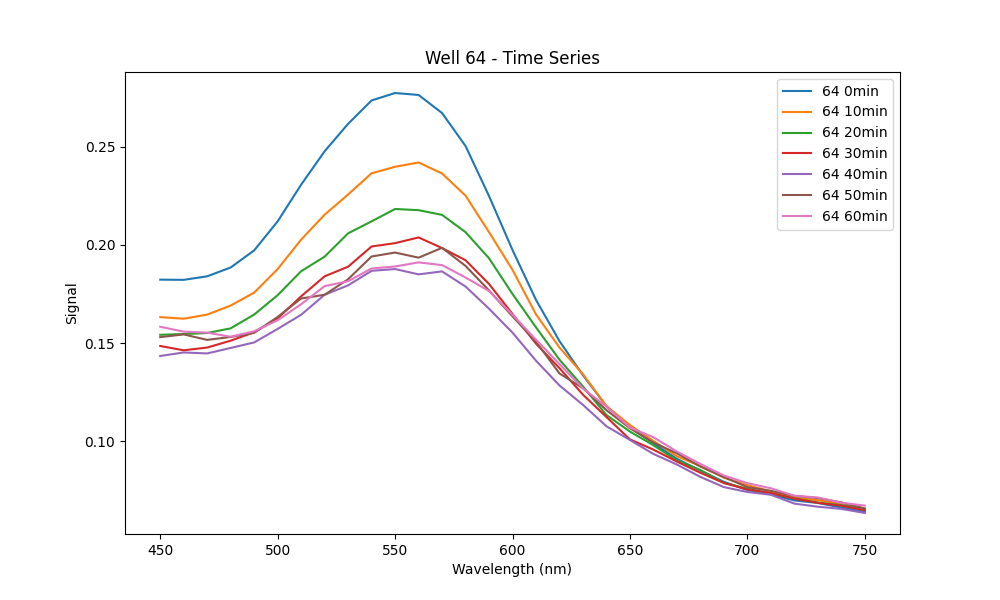 Well 64 - Time Series
64 0min
64 10min
64 20min
64 30min
64 40min
64 50min
64 60min
0.25
0.20
0.15
0.10
Signal
450 500 550 600 650 700 750
Wavelength (nm)